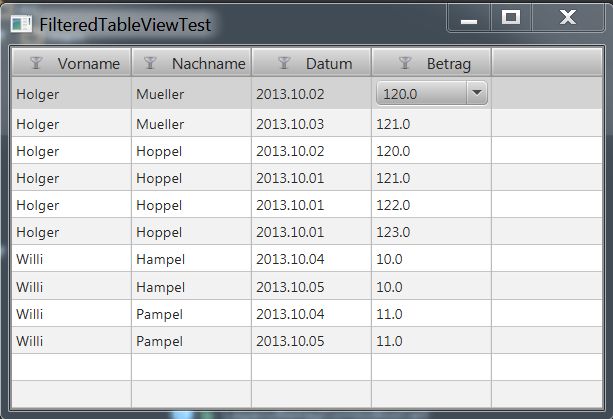 FilteredTableViewTest
Vorname Nachname Datum Betrag
Holger Mueller 2013.10.02 120.0
Holger Mueller 2013.10.03 121.0
Holger Hoppel 2013.10.02 120.0
Holger Hoppel 2013.10.01 121.0
Holger Hoppel 2013.10.01 122.0
Holger Hoppel 2013.10.01 123.0
Willi Hampel 2013.10.04 10.0
Willi Hampel 2013.10.05 10.0
Willi Pampel 2013.10.04 11.0
Willi Pampel 2013.10.05 11.0